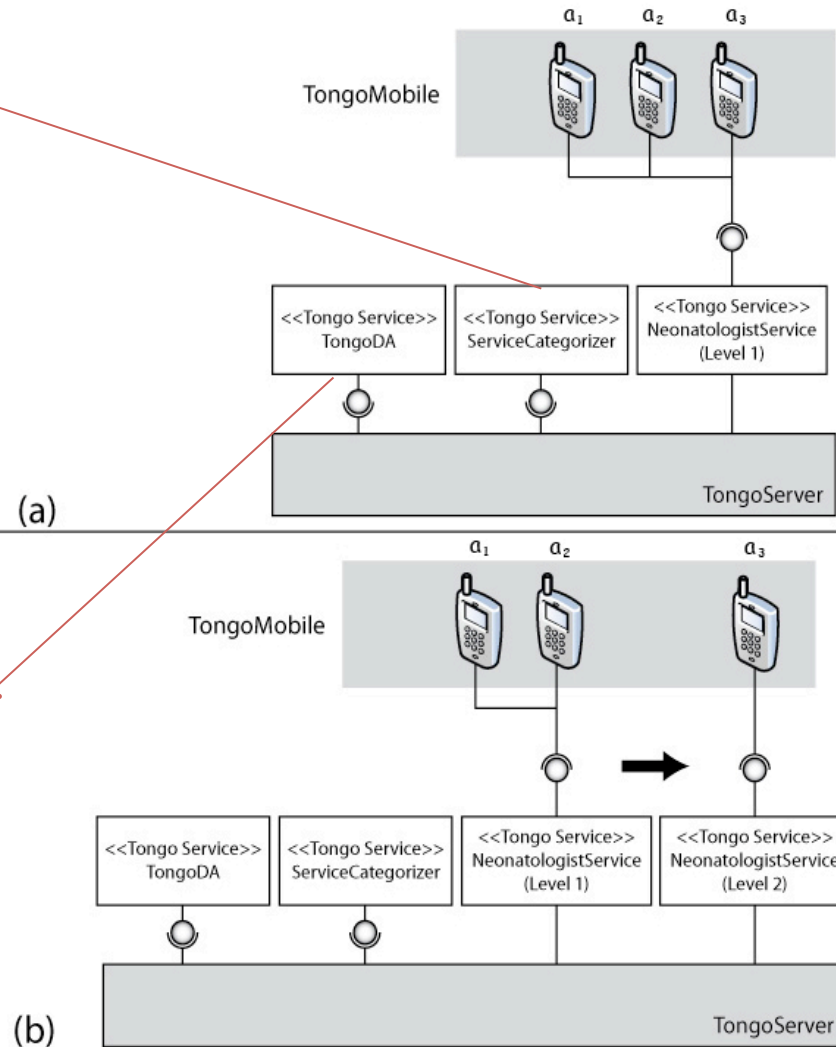 a₁ a₂ a₃
TongoMobile
<<Tongo Service>>
TongoDA
<<Tongo Service>>
ServiceCategorizer
<<Tongo Service>>
NeonatologistService
(Level 1)
TongoServer
(a)
a₁ a₂ a₃
TongoMobile
<<Tongo Service>>
TongoDA
<<Tongo Service>>
ServiceCategorizer
<<Tongo Service>>
NeonatologistService
(Level 1)
<<Tongo Service>>
NeonatologistService
(Level 2)
TongoServer
(b)